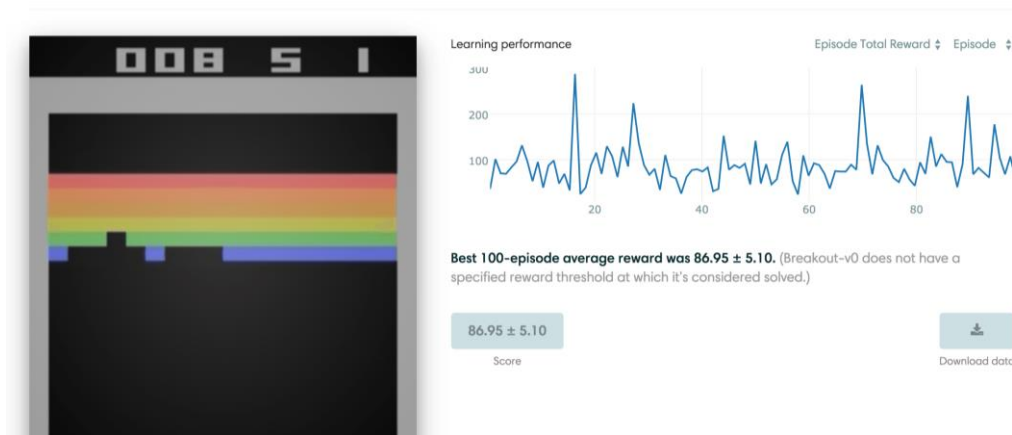 008 5 1
Learning performance
Episode Total Reward
Episode
300
200
100
20
40
60
80
Best 100-episode average reward was 86.95 ± 5.10. (Breakout-v0 does not have a
specified reward threshold at which it's considered solved.)
86.95 ± 5.10
Score
Download data